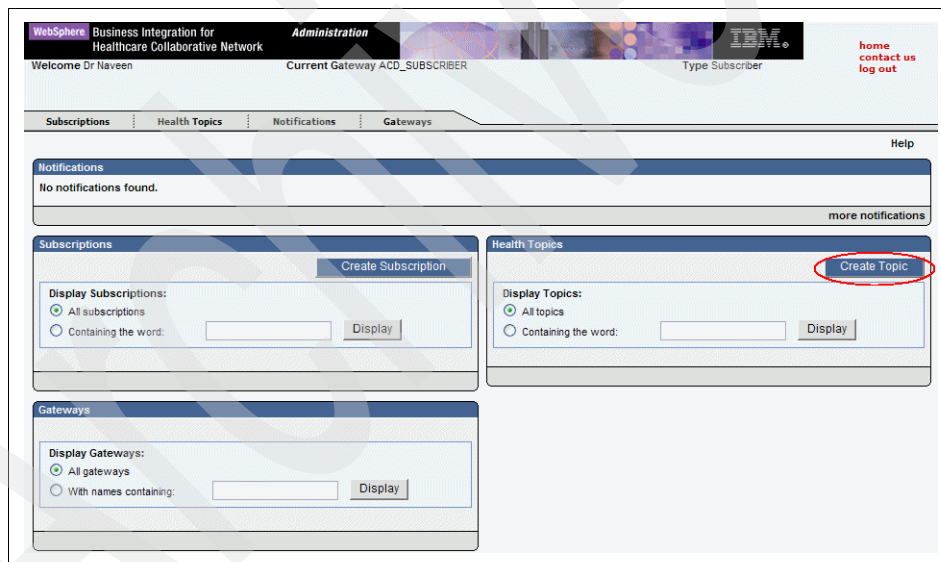 WebSphere. Business Integration for Healthcare Collaborative Network
Administration
IBM®
home
contact us
log out
Welcome Dr Naveen
Current Gateway ACD_SUBSCRIBER
Type Subscriber
Subscriptions
Health Topics
Notifications
Gateways
Help
Notifications
No notifications found.
more notifications
Subscriptions
Create Subscription
Display Subscriptions:
All subscriptions
Containing the word:
Display
Health Topics
Create Topic
Display Topics:
All topics
Containing the word:
Display
Gateways
Display Gateways:
All gateways
With names containing:
Display